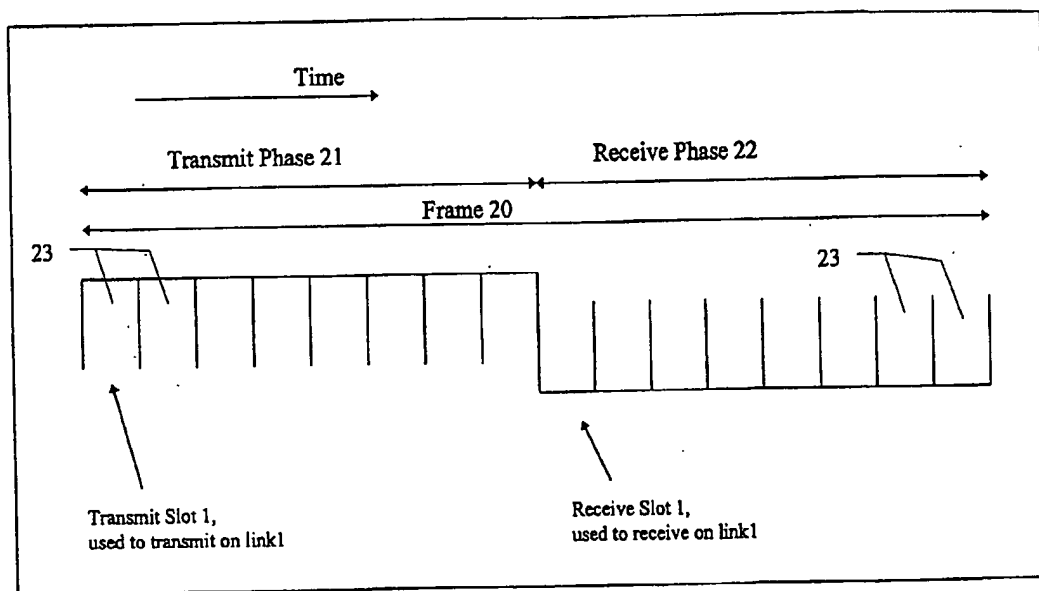 Time
Transmit Phase 21
Receive Phase 22
Frame 20
23
23
Transmit Slot 1,
used to transmit on link1
Receive Slot 1,
used to receive on link1